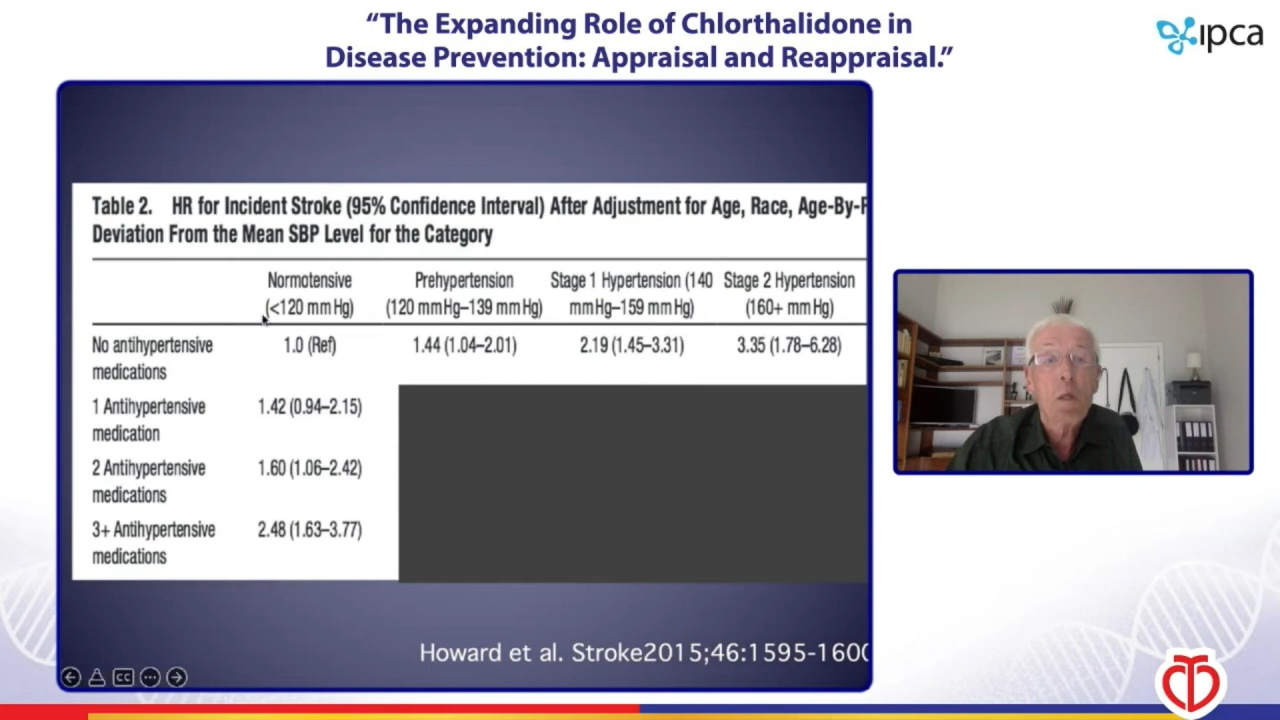 “The Expanding Role of Chlorthalidone in
Disease Prevention: Appraisal and Reappraisal.”
ipca
Table 2. HR for Incident Stroke (95% Confidence Interval) After Adjustment for Age, Race, Age-By-
Deviation From the Mean SBP Level for the Category
Normotensive (<120 mm Hg) Prehypertension (120 mmHg–139 mmHg) Stage 1 Hypertension (140 mmHg–159 mmHg) Stage 2 Hypertension (160+ mmHg)
No antihypertensive medications 1.0 (Ref) 1.44 (1.04–2.01) 2.19 (1.45–3.31) 3.35 (1.78–6.28)
1 Antihypertensive medication 1.42 (0.94–2.15)
2 Antihypertensive medications 1.60 (1.06–2.42)
3+ Antihypertensive medications 2.48 (1.63–3.77)
Howard et al. Stroke2015;46:1595-1600
CC